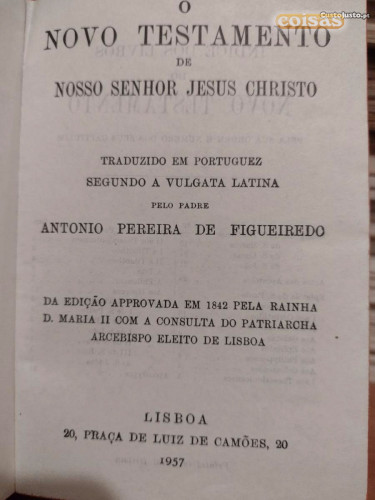 coisas
CustoJusto.pt
O
NOVO TESTAMENTO
DE
NOSSO SENHOR JESUS CHRISTO
TRADUZIDO EM PORTUGUEZ
SEGUNDO A VULGATA LATINA
PELO PADRE
ANTONIO PEREIRA DE FIGUEIREDO
DA EDIÇÃO APPROVADA EM 1842 PELA RAINHA
D. MARIA II COM A CONSULTA DO PATRIARCHA
ARCEBISPO ELEITO DE LISBOA
LISBOA
20, PRAÇA DE LUIZ DE CAMÕES, 20
1957